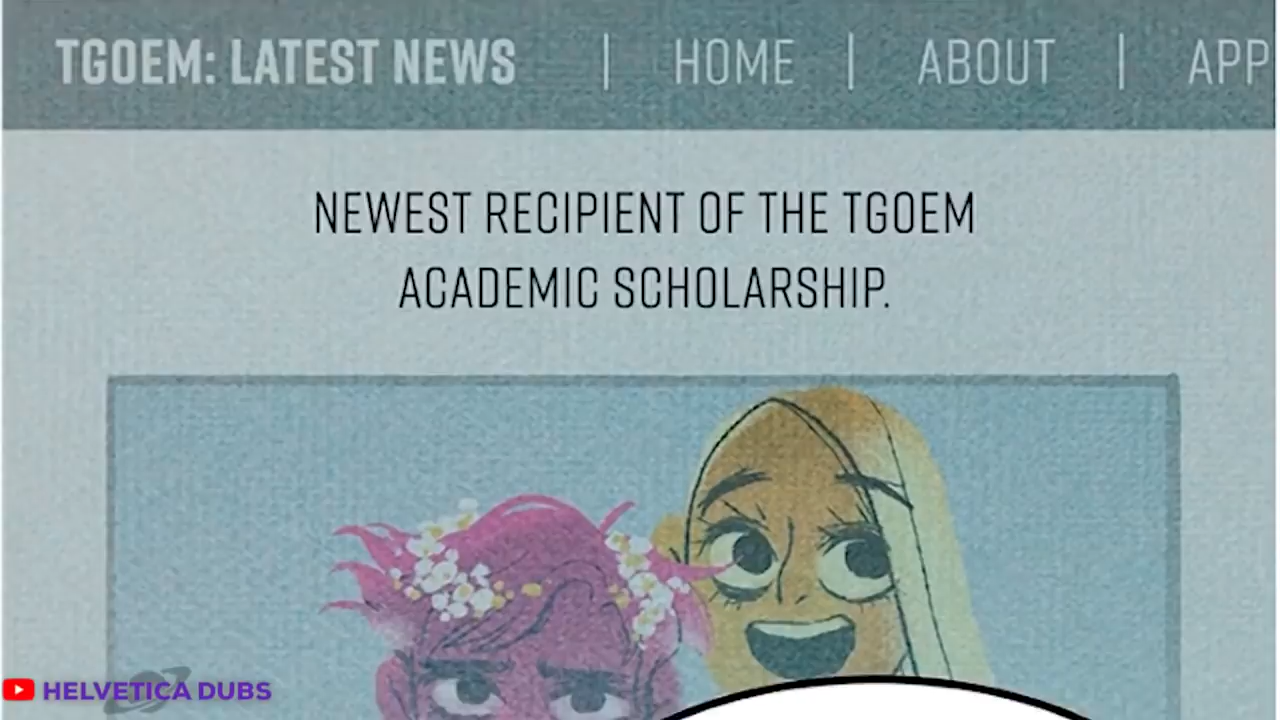 TGOEM: LATEST NEWS | HOME | ABOUT | APP
NEWEST RECIPIENT OF THE TGOEM
ACADEMIC SCHOLARSHIP.
HELVETICA DUBS